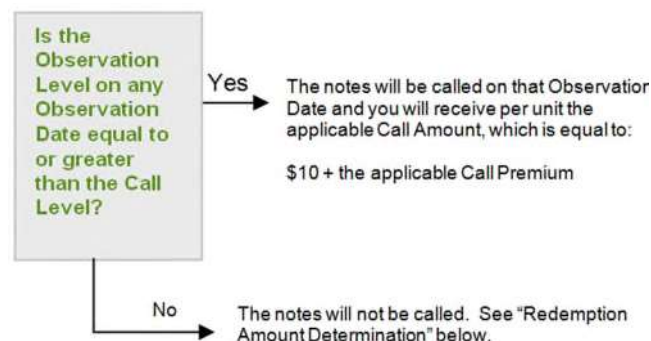 Is the
Observation
Level on any
Observation
Date equal to
or greater
than the Call
Level?
Yes
The notes will be called on that Observation
Date and you will receive per unit the
applicable Call Amount, which is equal to:
$10 + the applicable Call Premium
No
The notes will not be called. See “Redemption
Amount Determination” below.